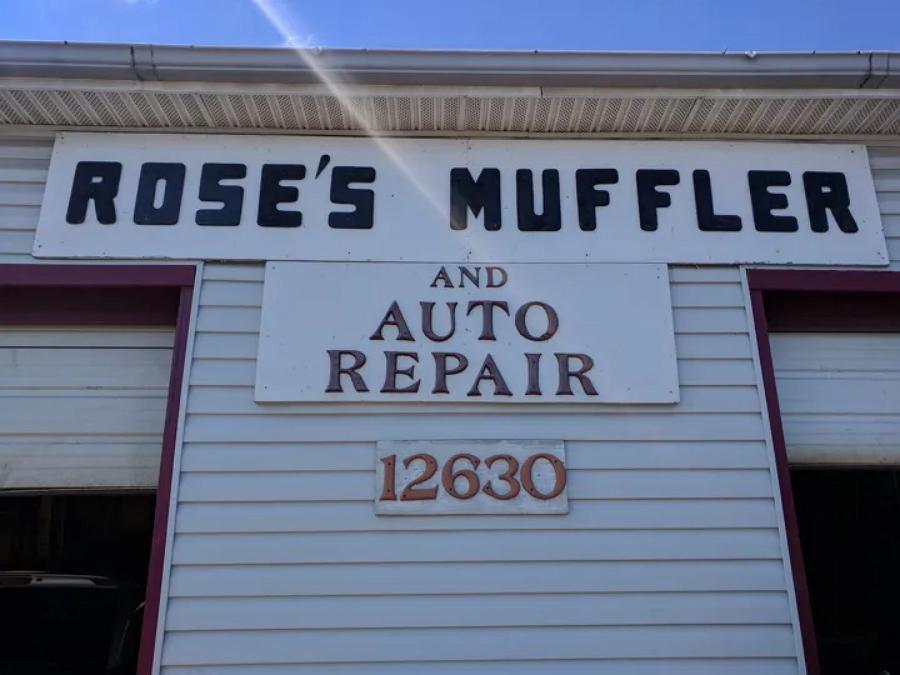 ROSE'S MUFFLER
AND
AUTO
REPAIR
12630